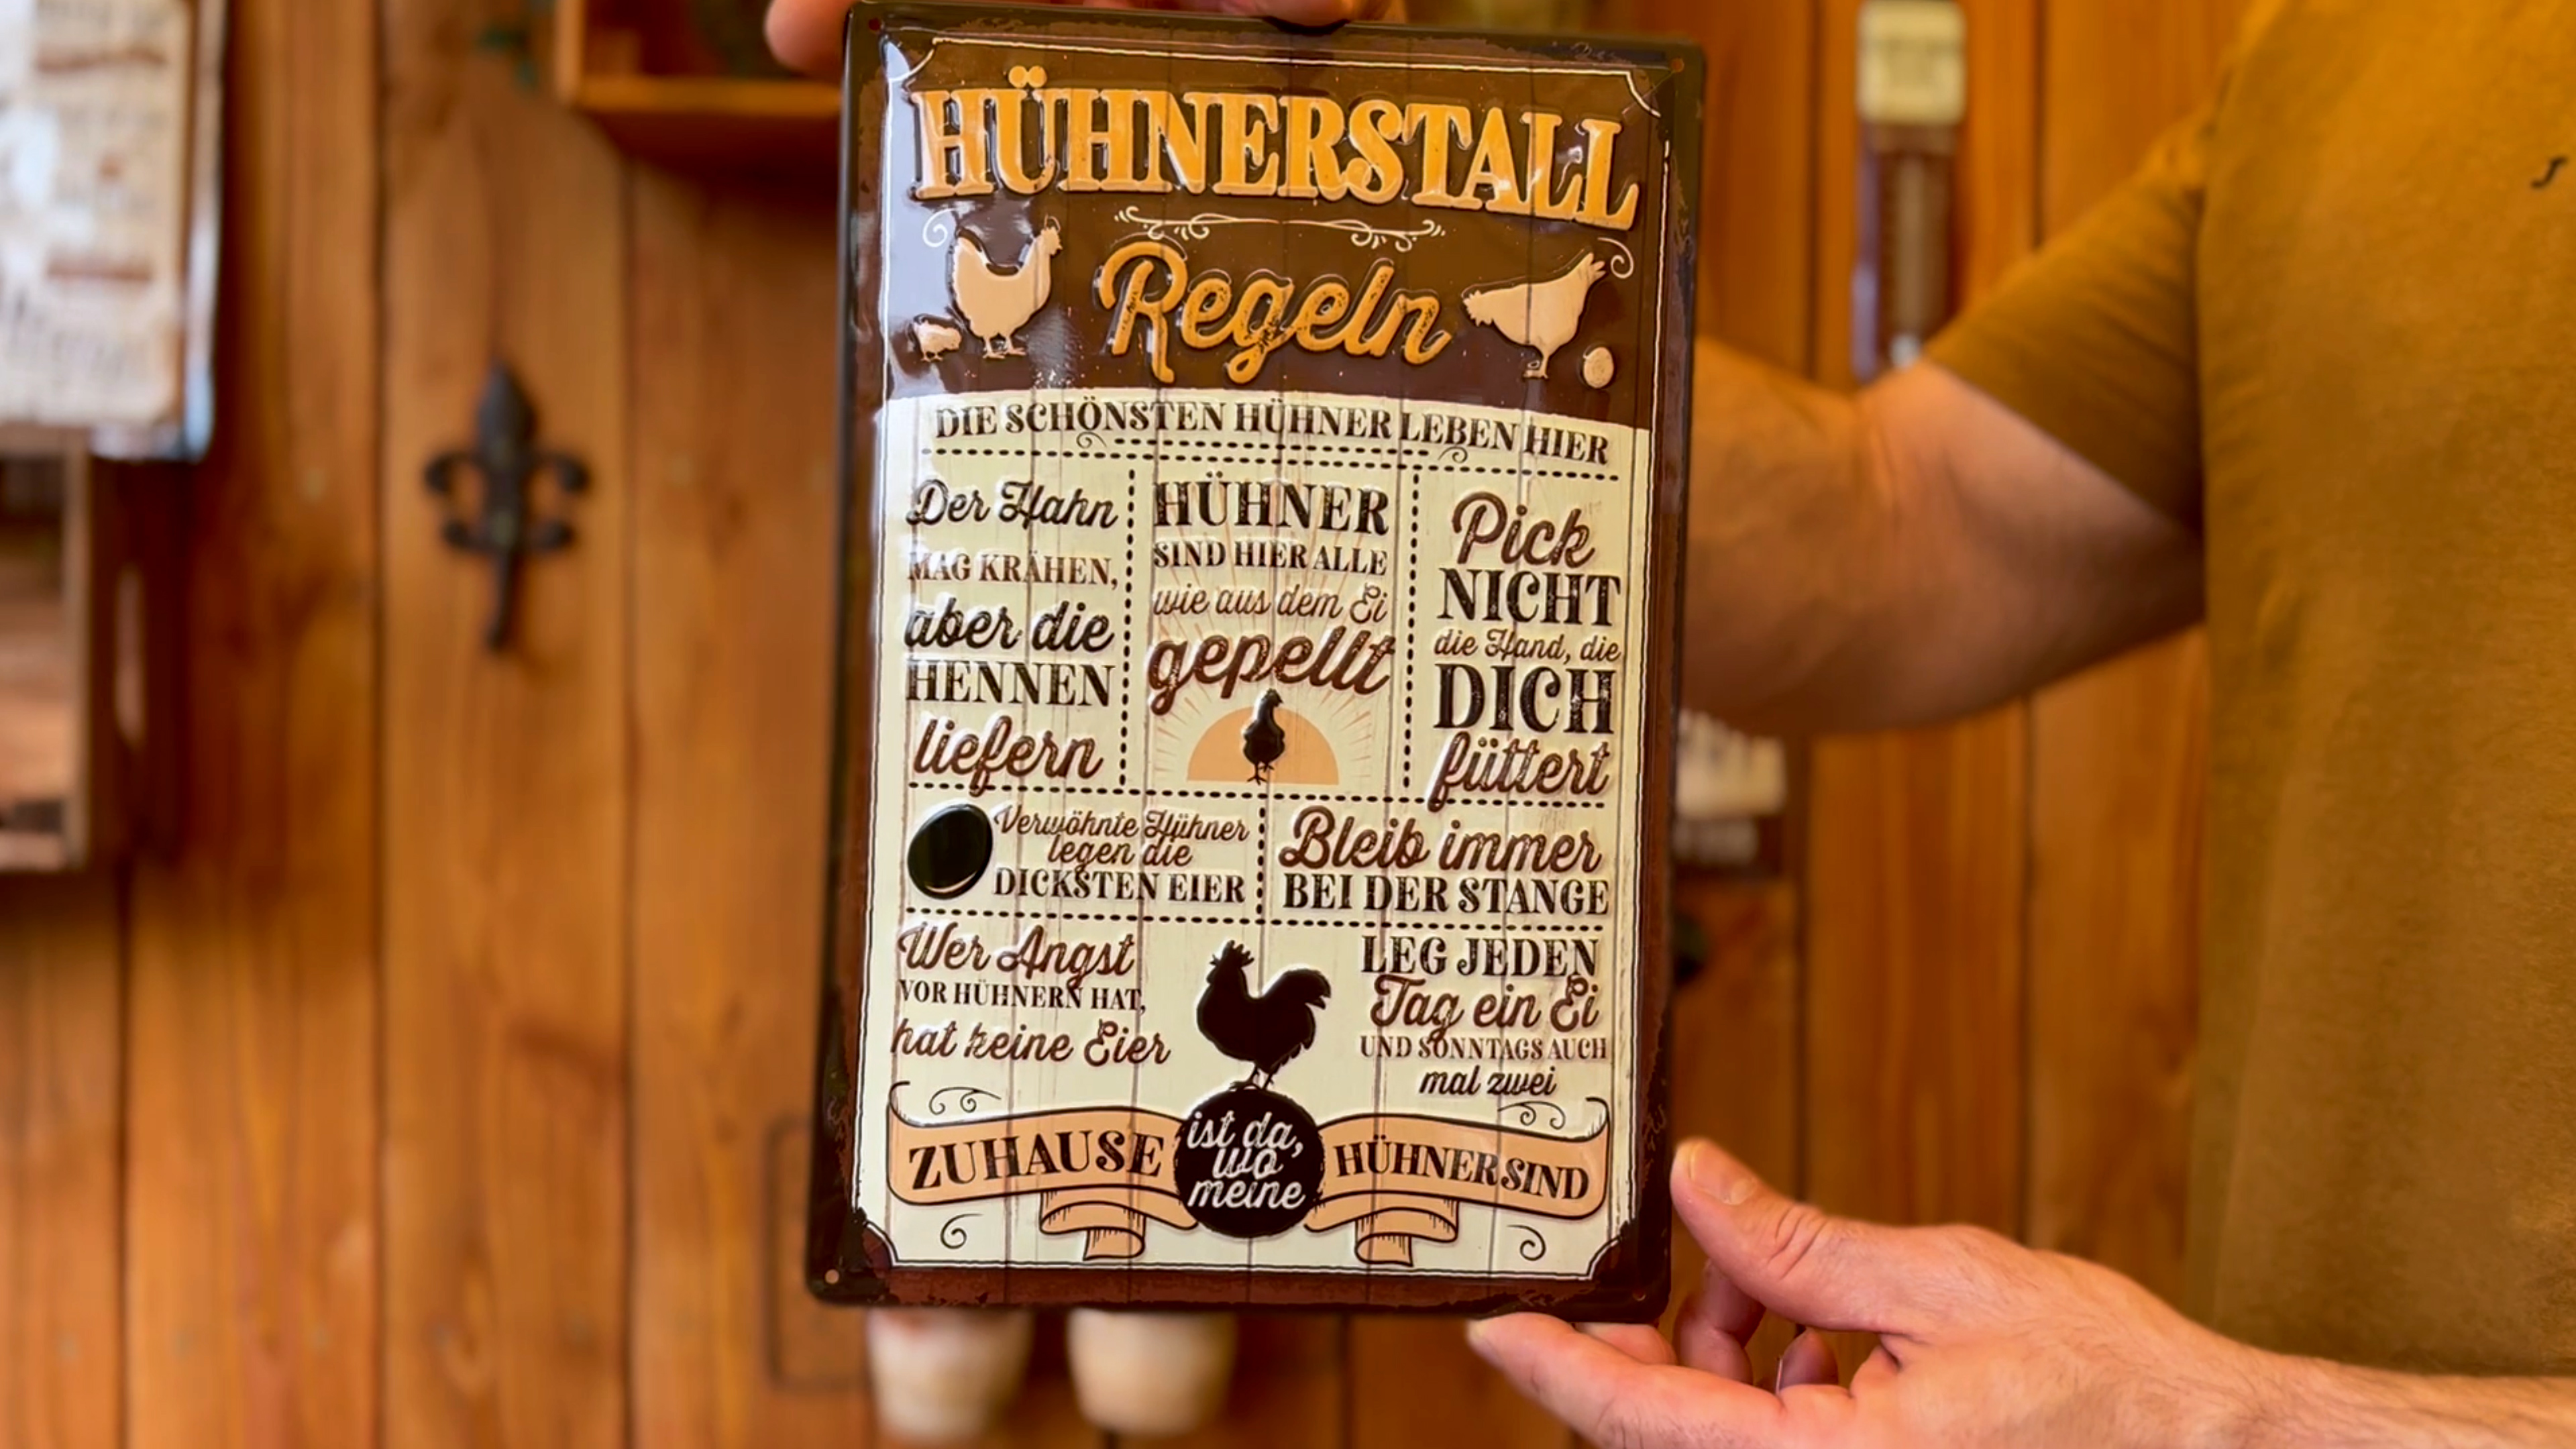 HÜHNERSTALL
Regeln
DIE SCHÖNSTEN HÜHNER LEBEN HIER
Der Hahn
MAG KRÄHEN,
aber die
HENNEN
liefern
HÜHNER
SIND HIER ALLE
wie aus dem Ei
gepellt
Pick
NICHT
die Hand, die
DICH
füttert
Verwöhnte Hühner
legen die
DICKSTEN EIER
Bleib immer
BEI DER STANGE
Wer Angst
VOR HÜHNERN HAT,
hat keine Eier
LEG JEDEN
Tag ein Ei
UND SONNTAGS AUCH
mal zwei
ZUHAUSE
ist da,
wo
meine
HÜHNER SIND